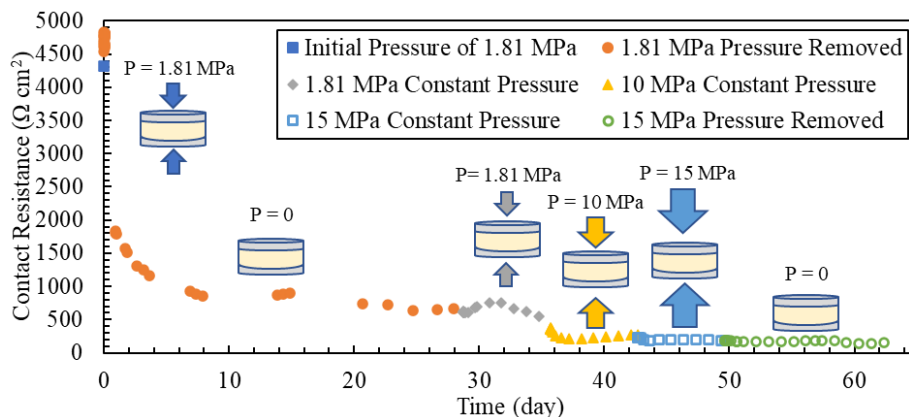 5000
4500
4000
3500
3000
2500
2000
1500
1000
500
0
Contact Resistance (Ω cm²)
Initial Pressure of 1.81 MPa
1.81 MPa Pressure Removed
1.81 MPa Constant Pressure
10 MPa Constant Pressure
15 MPa Constant Pressure
15 MPa Pressure Removed
P = 1.81 MPa
P = 0
P= 1.81 MPa
P = 10 MPa
P = 15 MPa
P = 0
0 10 20 30 40 50 60
Time (day)